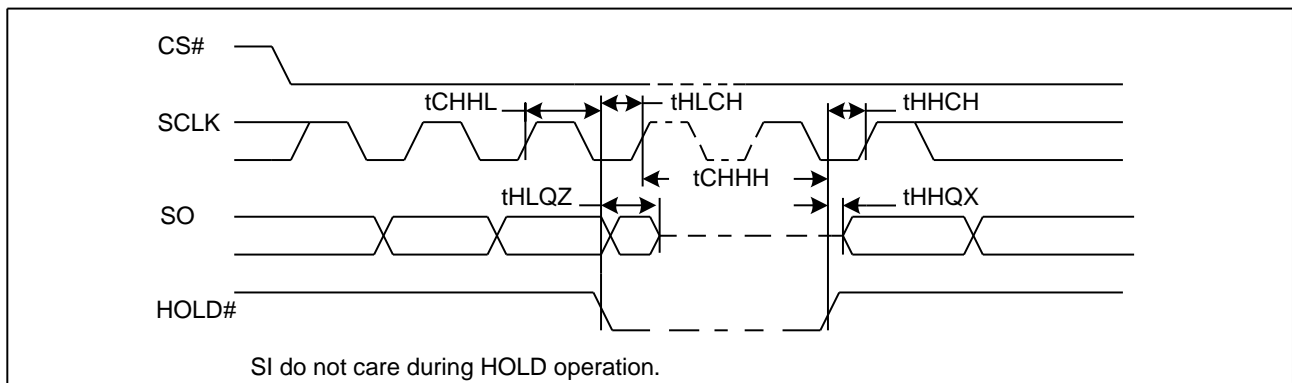 CS#
tCHHL
tHLCH
tHHCH
SCLK
tCHHH
tHLQZ
tHHQX
SO
HOLD#
SI do not care during HOLD operation.